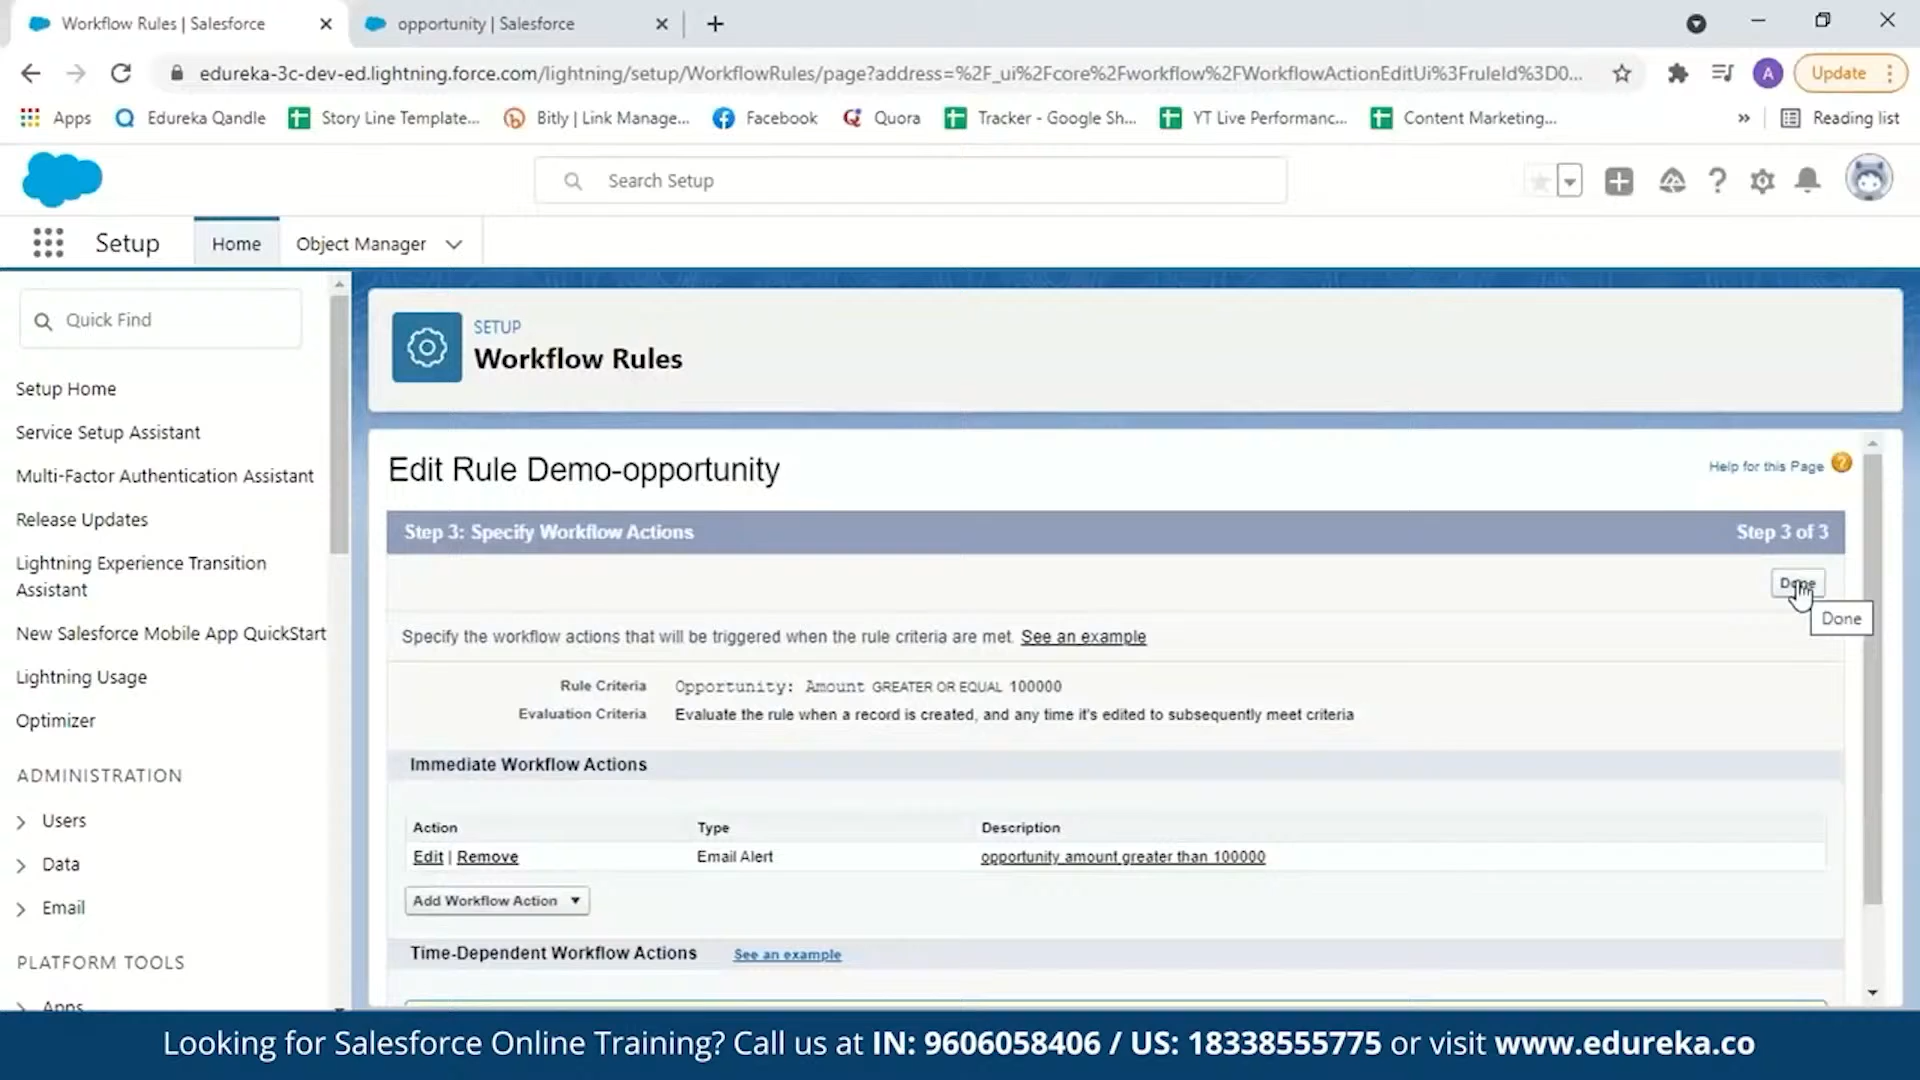 Workflow Rules | Salesforce
opportunity | Salesforce
edureka-3c-dev-ed.lightning.force.com/lightning/setup/WorkflowRules/page?address=%2F_ui%2Fcore%2Fworkflow%2FWorkflowActionEditUi%3FruleId%3D0...
A
Update
Apps
Edureka Qandle
Story Line Template...
Bitly | Link Manage...
Facebook
Quora
Tracker - Google Sh...
YT Live Performanc...
Content Marketing...
»
Reading list
Search Setup
Setup
Home
Object Manager
Quick Find
Setup Home
Service Setup Assistant
Multi-Factor Authentication Assistant
Release Updates
Lightning Experience Transition
Assistant
New Salesforce Mobile App QuickStart
Lightning Usage
Optimizer
ADMINISTRATION
Users
Data
Email
PLATFORM TOOLS
Apps
SETUP
Workflow Rules
Edit Rule Demo-opportunity
Help for this Page
Step 3: Specify Workflow Actions
Step 3 of 3
Done
Done
Specify the workflow actions that will be triggered when the rule criteria are met. See an example
Rule Criteria Opportunity: Amount GREATER OR EQUAL 100000
Evaluation Criteria Evaluate the rule when a record is created, and any time it's edited to subsequently meet criteria
Immediate Workflow Actions
Action Type Description
Edit | Remove Email Alert opportunity amount greater than 100000
Add Workflow Action
Time-Dependent Workflow Actions See an example
Looking for Salesforce Online Training? Call us at IN: 9606058406 / US: 18338555775 or visit www.edureka.co